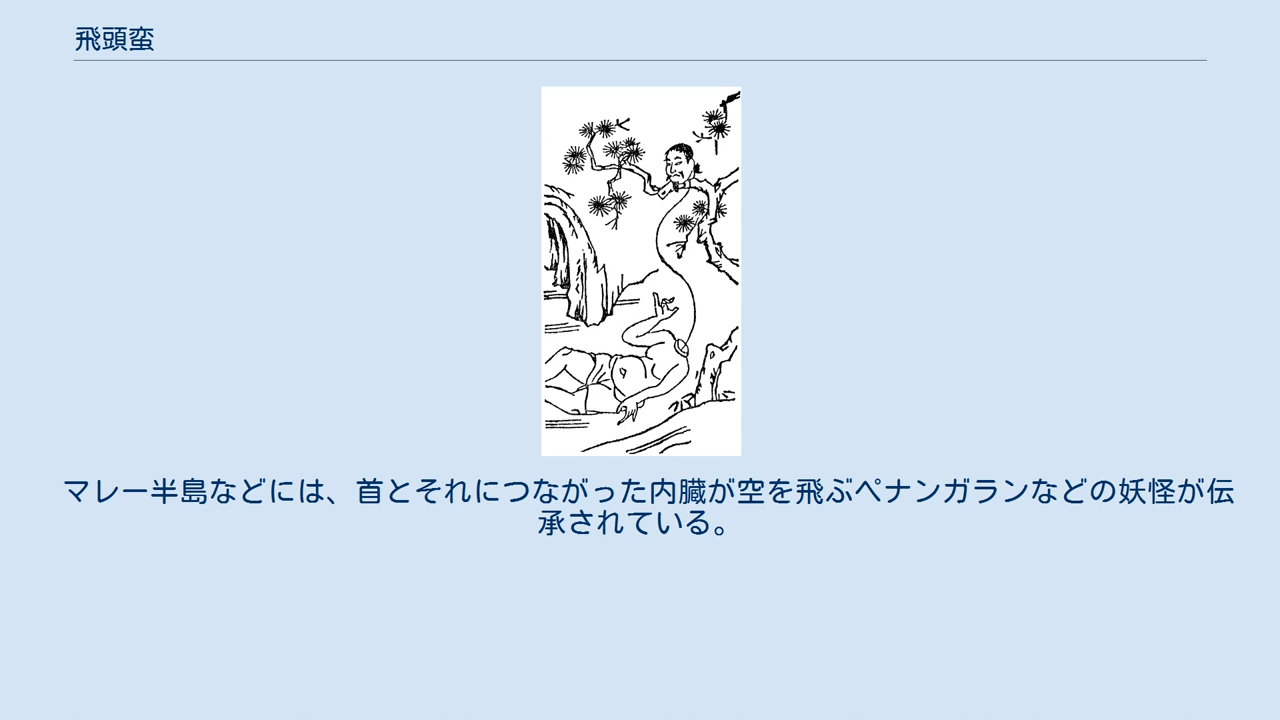 飛頭蛮
マレー半島などには、首とそれにつながった内臓が空を飛ぶペナンガランなどの妖怪が伝
承されている。